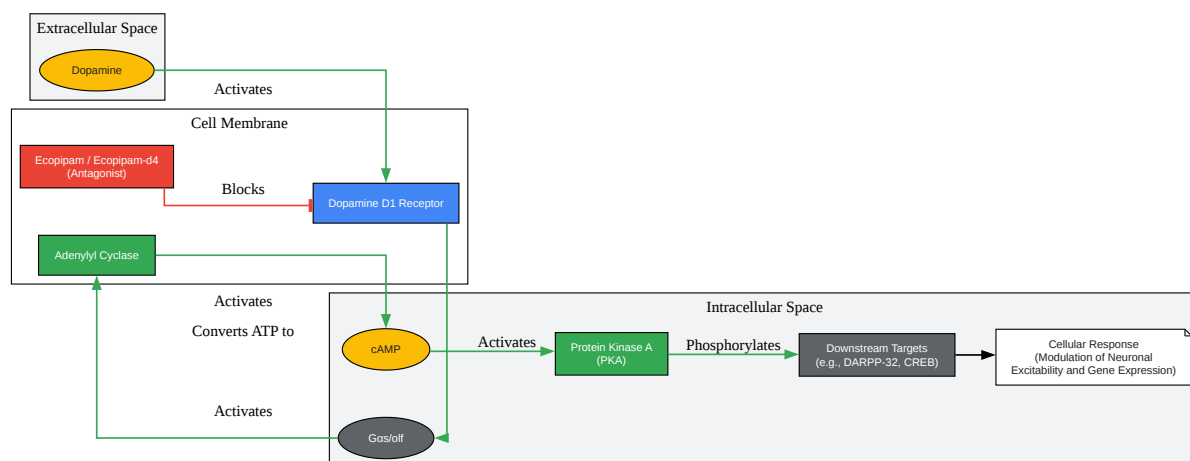 Extracellular Space
Dopamine
Activates
Cell Membrane
Ecopipam / Ecopipam-d4
(Antagonist)
Blocks
Dopamine D1 Receptor
Adenylyl Cyclase
Activates
Converts ATP to
Intracellular Space
cAMP
Activates
Protein Kinase A
(PKA)
Phosphorylates
Downstream Targets
(e.g., DARPP-32, CREB)
Cellular Response
(Modulation of Neuronal
Excitability and Gene Expression)
Activates
Gαs/olf